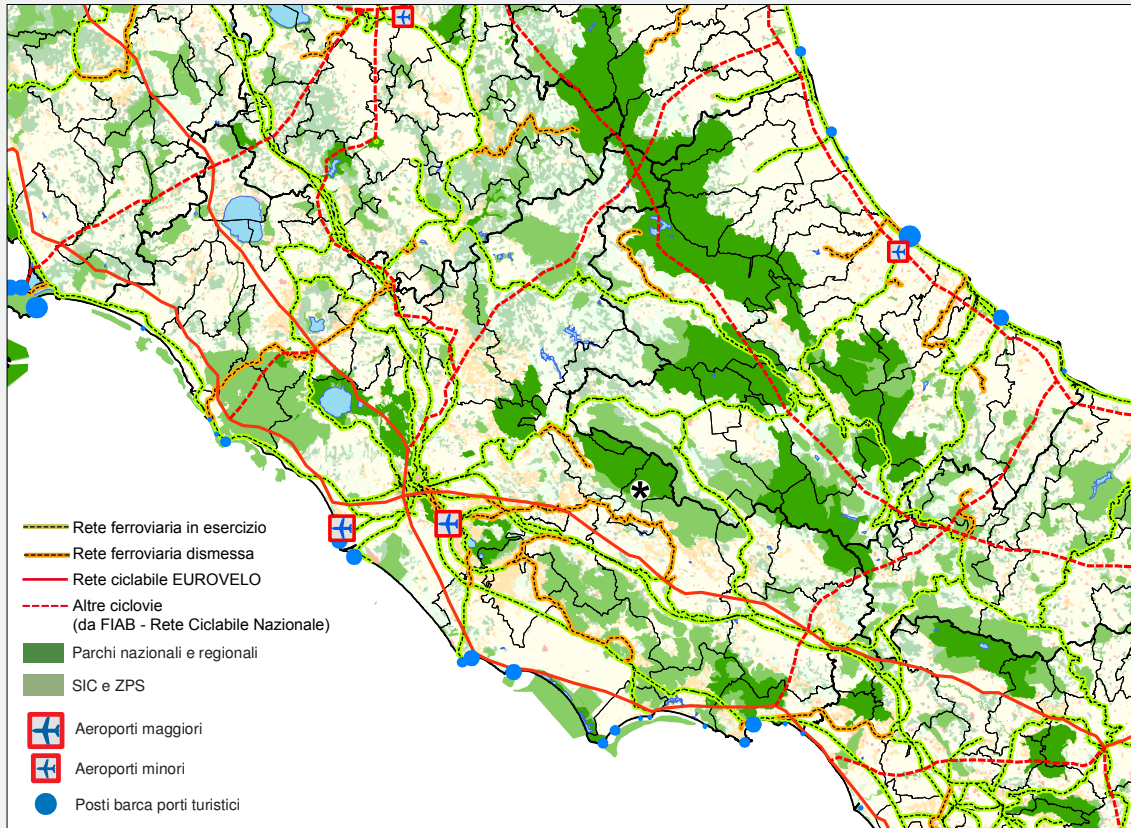 Rete ferroviaria in esercizio
Rete ferroviaria dismessa
Rete ciclabile EUROVELO
Altre ciclovie
(da FIAB - Rete Ciclabile Nazionale)
Parchi nazionali e regionali
SIC e ZPS
Aeroporti maggiori
Aeroporti minori
Posti barca porti turistici